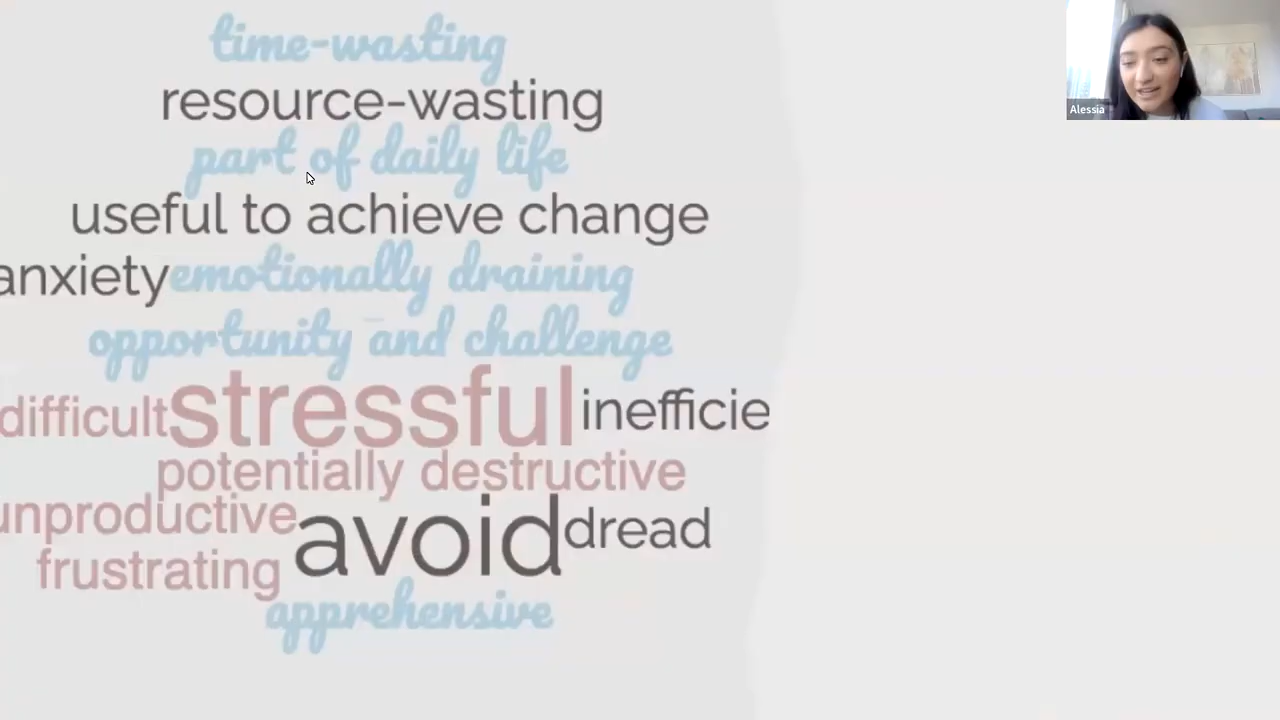 time-wasting
resource-wasting
part of daily life
useful to achieve change
anxiety emotionally draining
opportunity and challenge
difficult stressful inefficie
potentially destructive
unproductive avoid dread
frustrating
apprehensive
Alessia